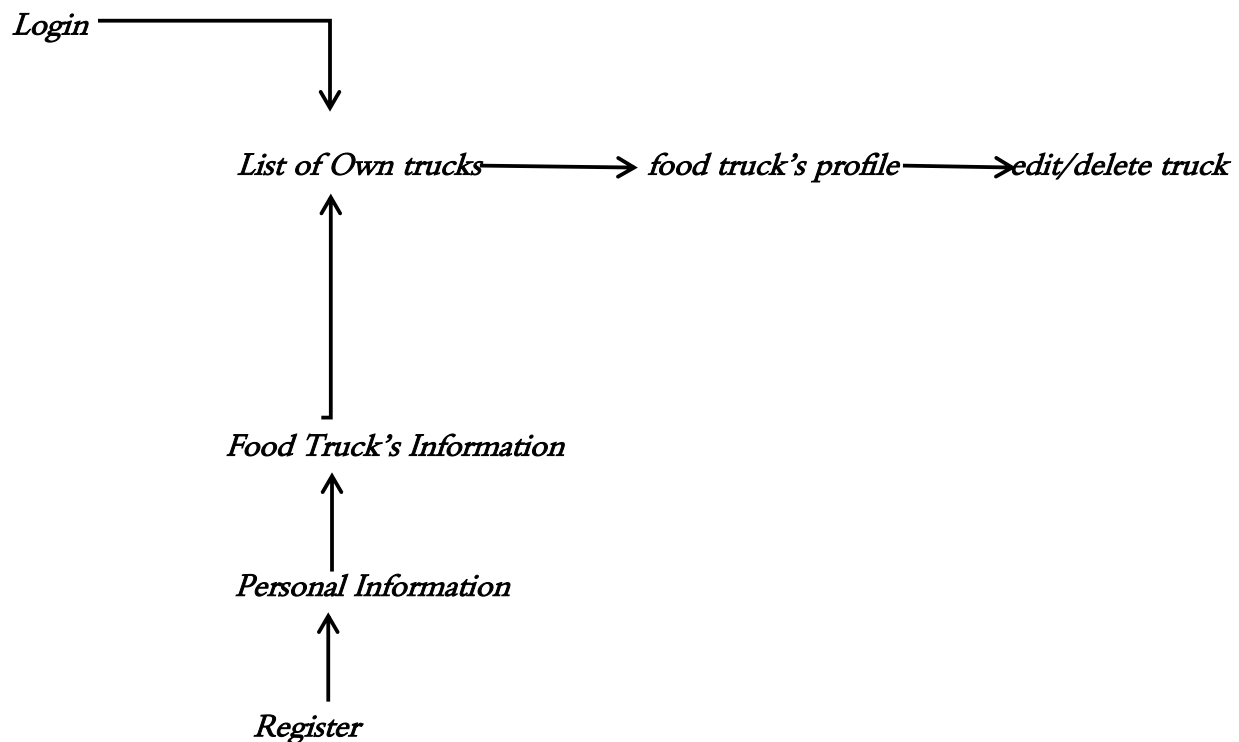 Login
List of Own trucks
food truck’s profile
edit/delete truck
Food Truck’s Information
Personal Information
Register